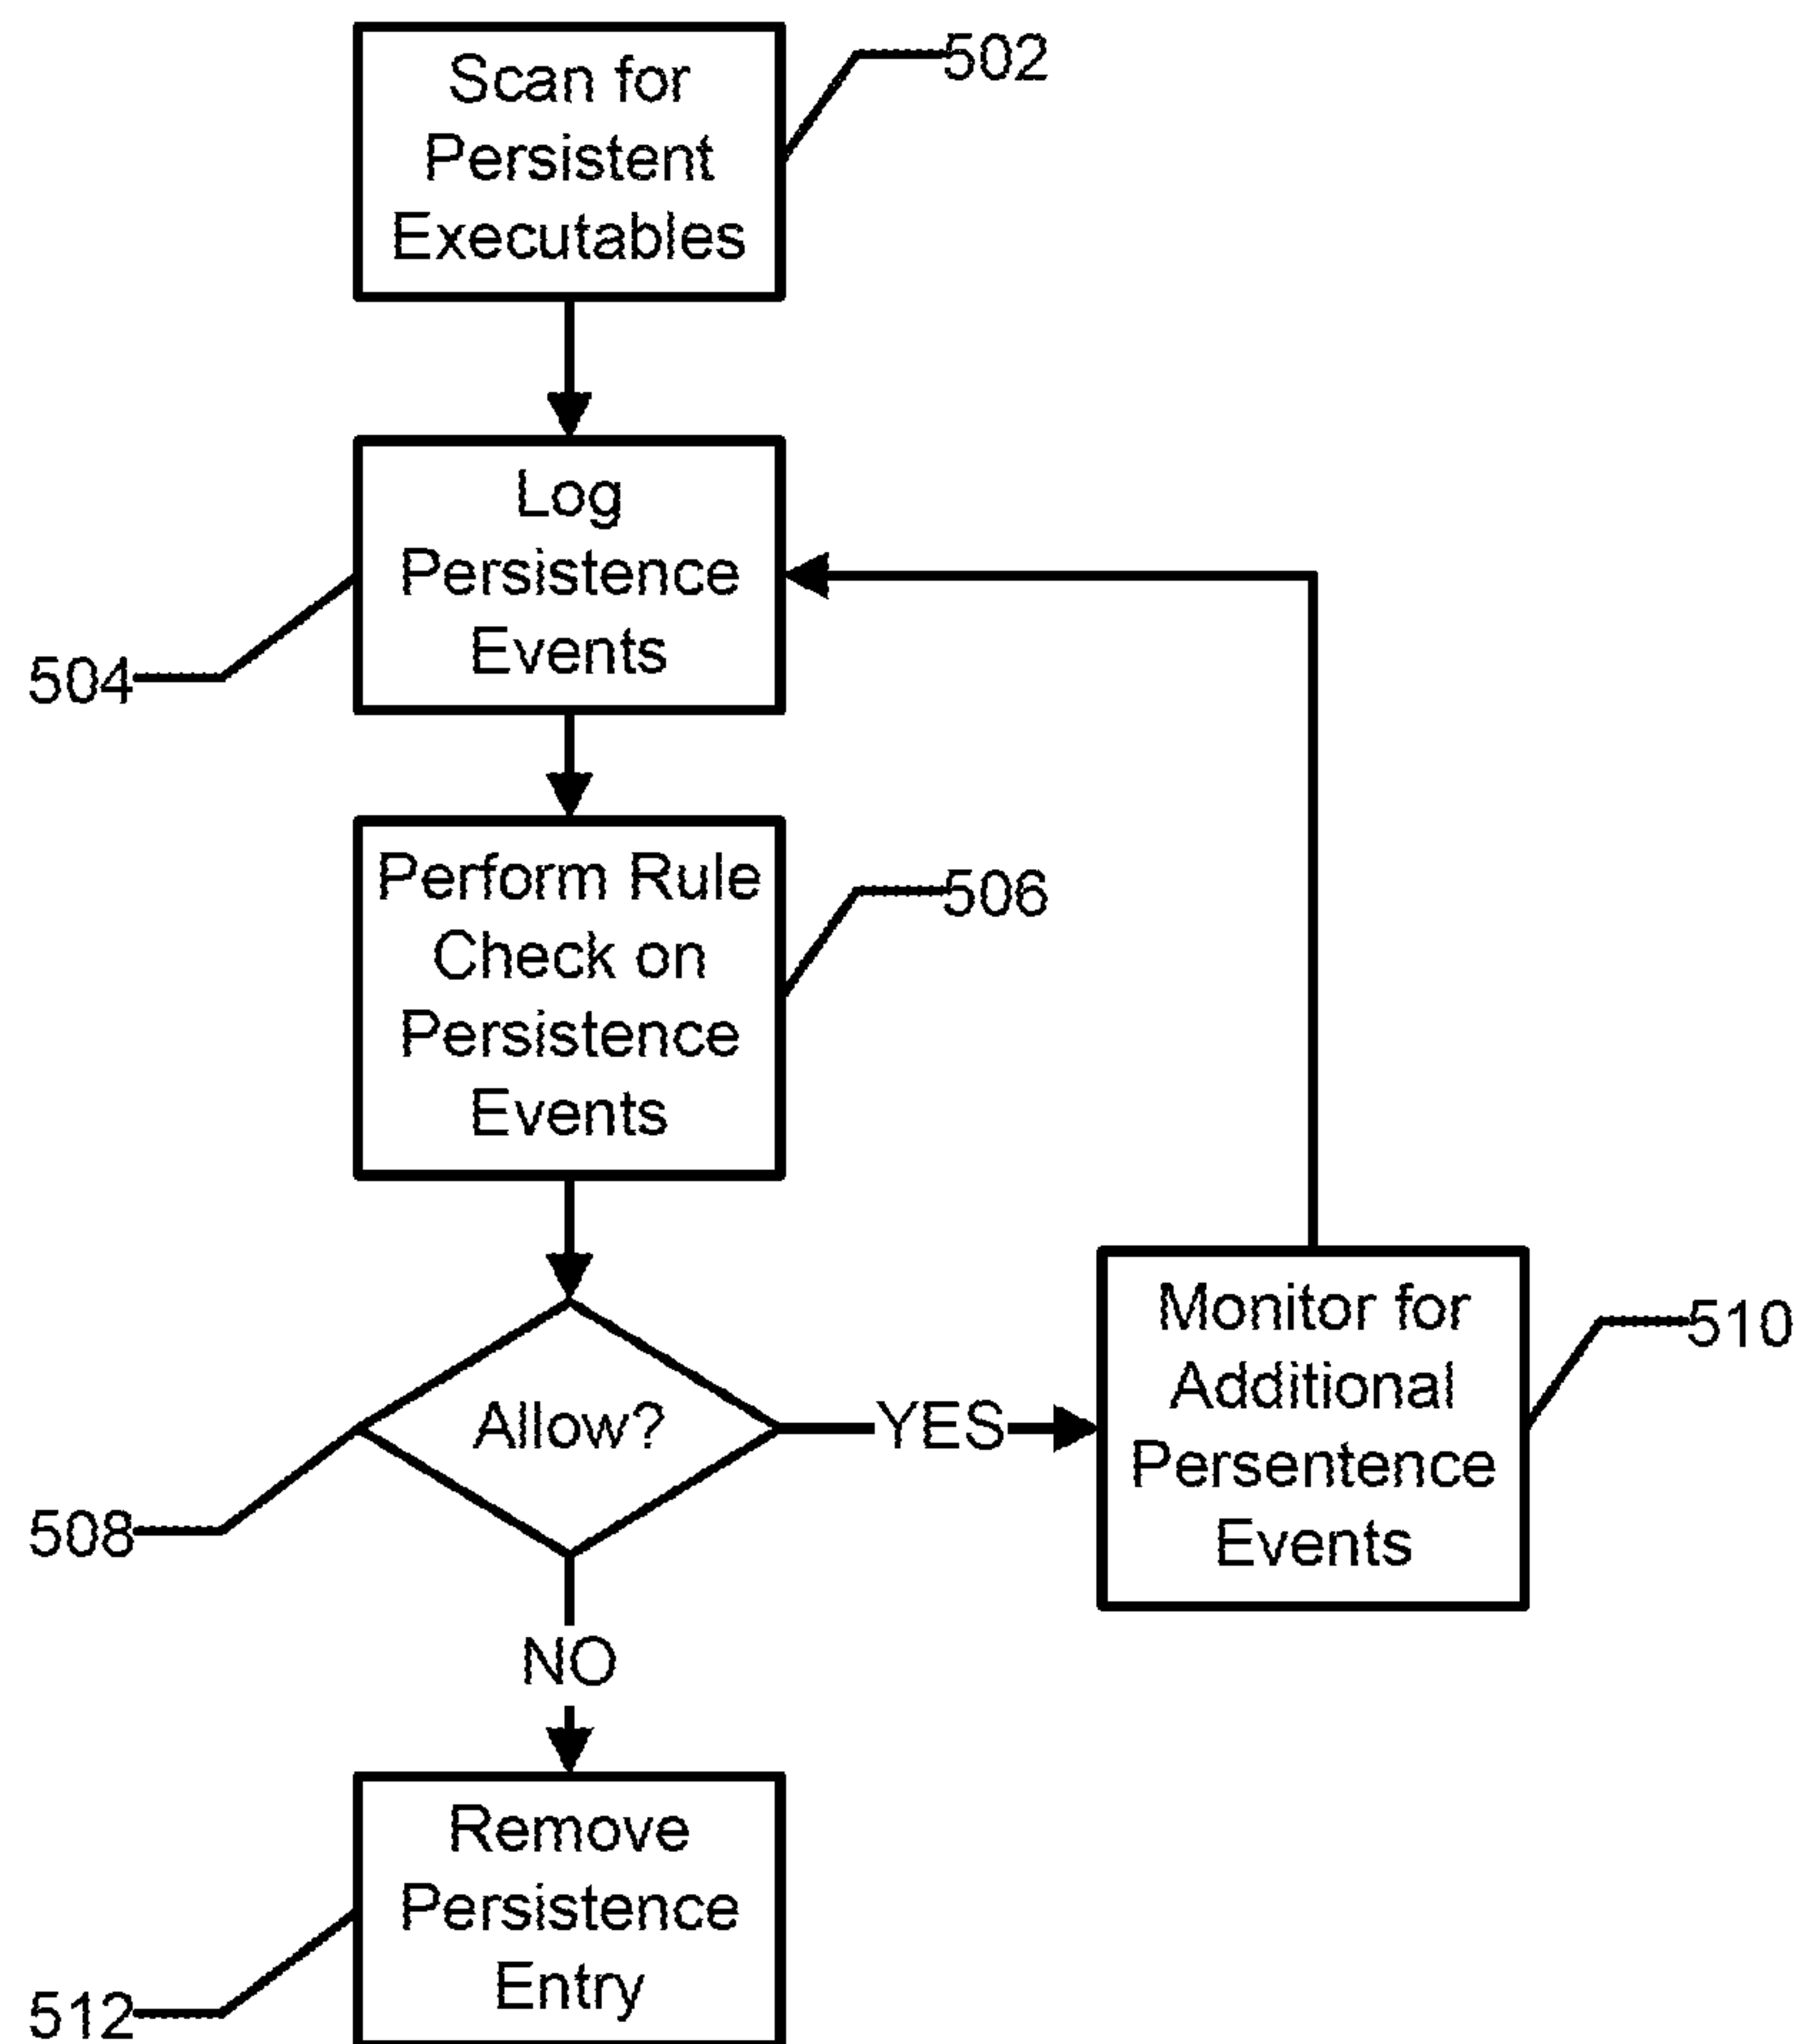 Scan for
Persistent
Executables
502
Log
Persistence
Events
504
Perform Rule
Check on
Persistence
Events
506
Allow?
508
YES
Monitor for
Additional
Persentence
Events
510
NO
Remove
Persistence
Entry
512